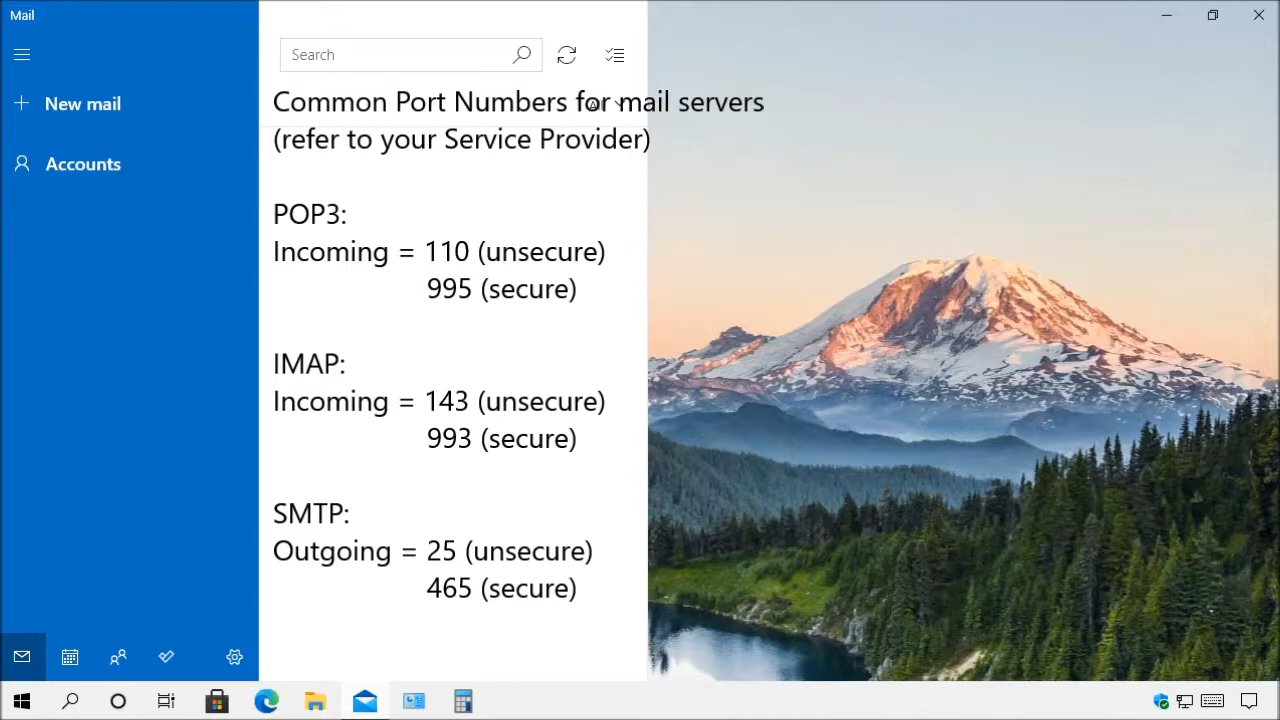 Mail
Search
New mail
Accounts
Common Port Numbers for mail servers
(refer to your Service Provider)
POP3:
Incoming = 110 (unsecure)
995 (secure)
IMAP:
Incoming = 143 (unsecure)
993 (secure)
SMTP:
Outgoing = 25 (unsecure)
465 (secure)